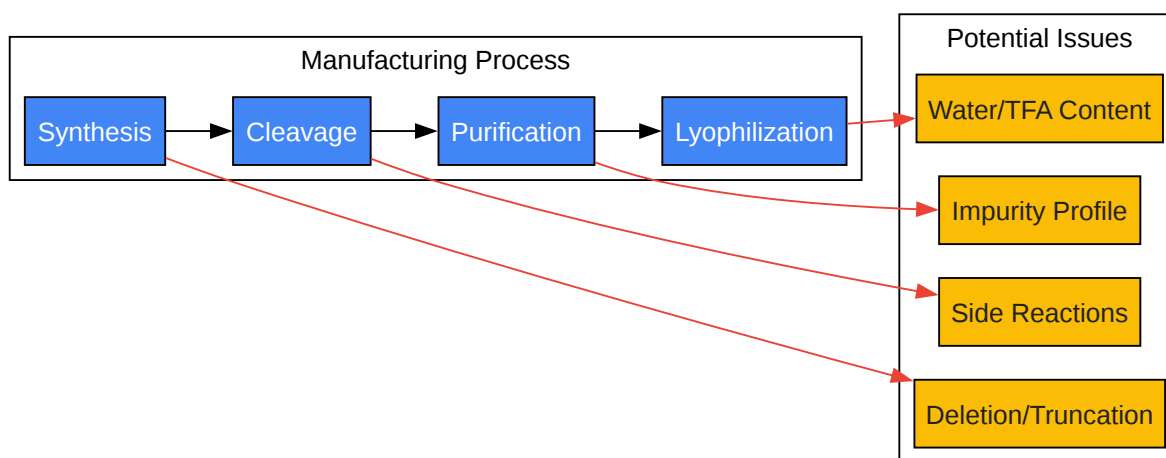 Manufacturing Process
Synthesis
Cleavage
Purification
Lyophilization
Potential Issues
Water/TFA Content
Impurity Profile
Side Reactions
Deletion/Truncation